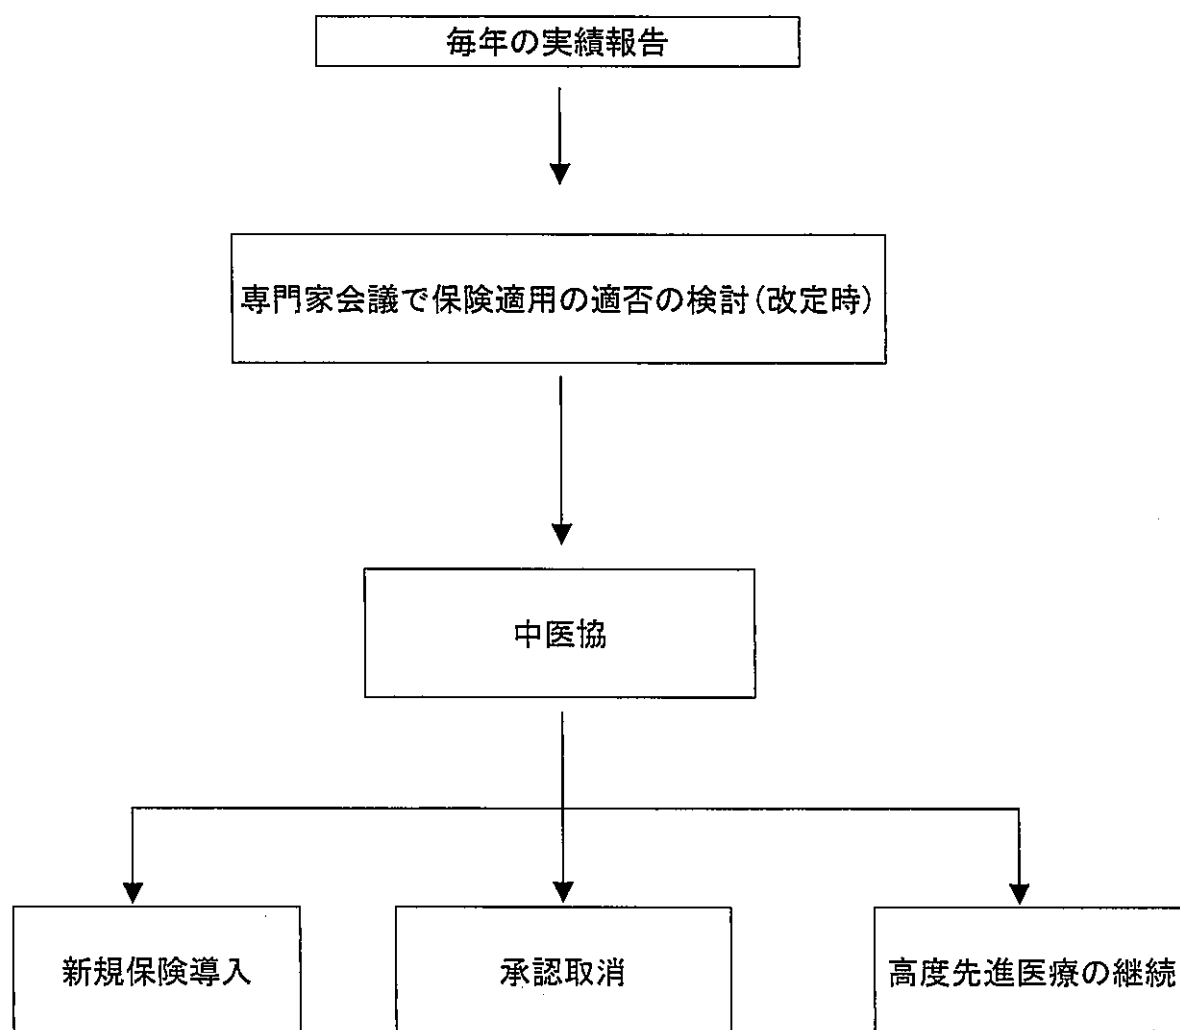 毎年の実績報告
専門家会議で保険適用の適否の検討(改定時)
中医協
新規保険導入
承認取消
高度先進医療の継続